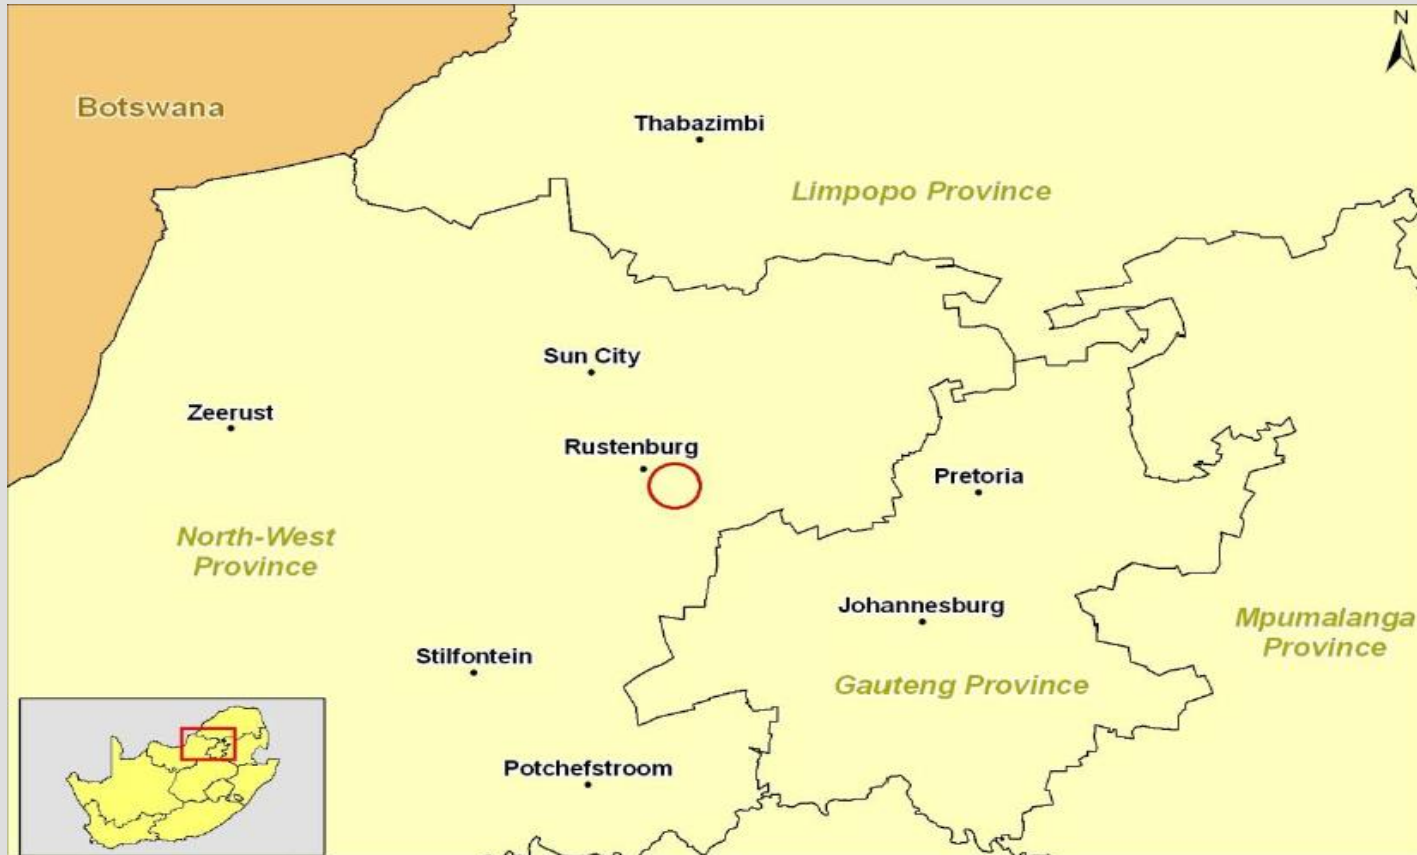 N
Botswana
Thabazimbi
Limpopo Province
Sun City
Zeerust
Rustenburg
Pretoria
North-West
Province
Johannesburg
Mpumalanga
Province
Stilfontein
Gauteng Province
Potchefstroom